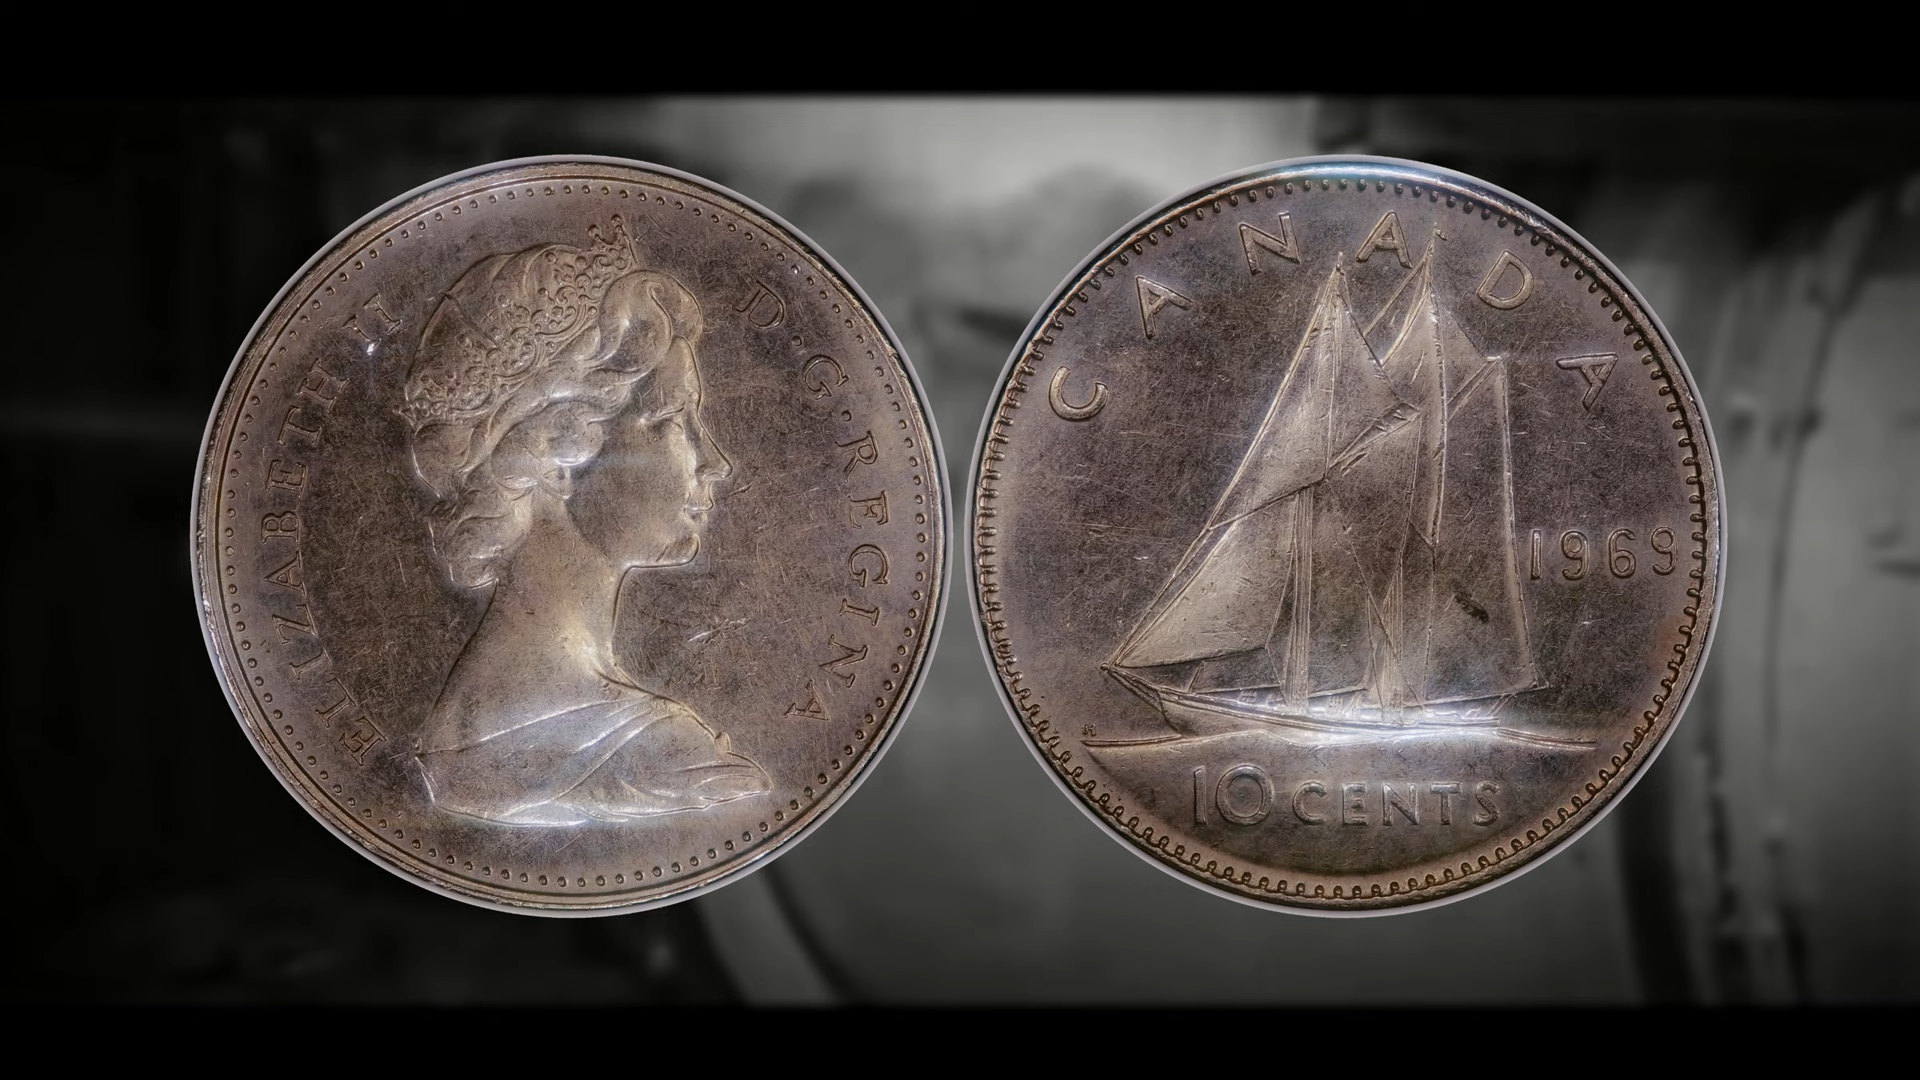 ELIZABETH II D·G·REGINA
CANADA
1969
H
10 CENTS